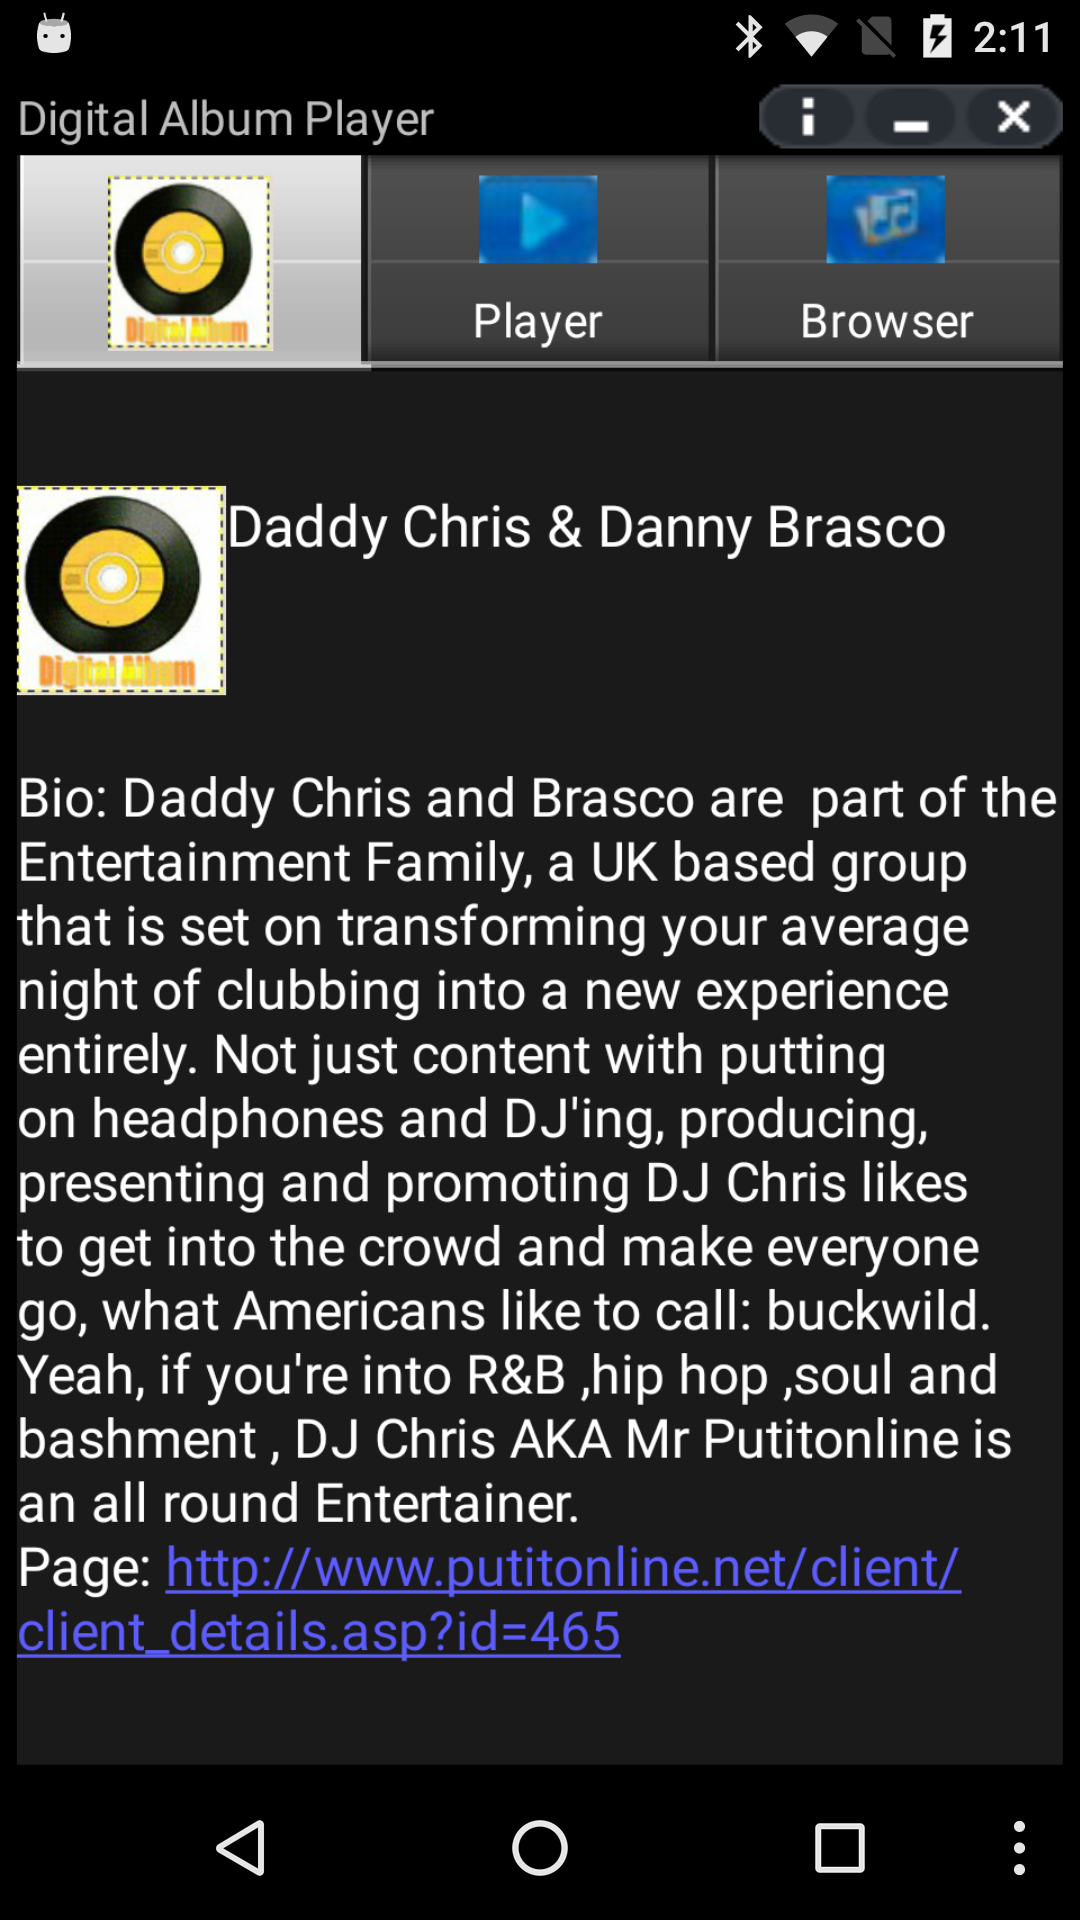 2:11
Digital Album Player
Digital Album
Player
Browser
Daddy Chris & Danny Brasco
Digital Album
Bio: Daddy Chris and Brasco are  part of the
Entertainment Family, a UK based group
that is set on transforming your average
night of clubbing into a new experience
entirely. Not just content with putting
on headphones and DJ'ing, producing,
presenting and promoting DJ Chris likes
to get into the crowd and make everyone
go, what Americans like to call: buckwild.
Yeah, if you're into R&B ,hip hop ,soul and
bashment , DJ Chris AKA Mr Putitonline is
an all round Entertainer.
Page: http://www.putitonline.net/client/
client_details.asp?id=465